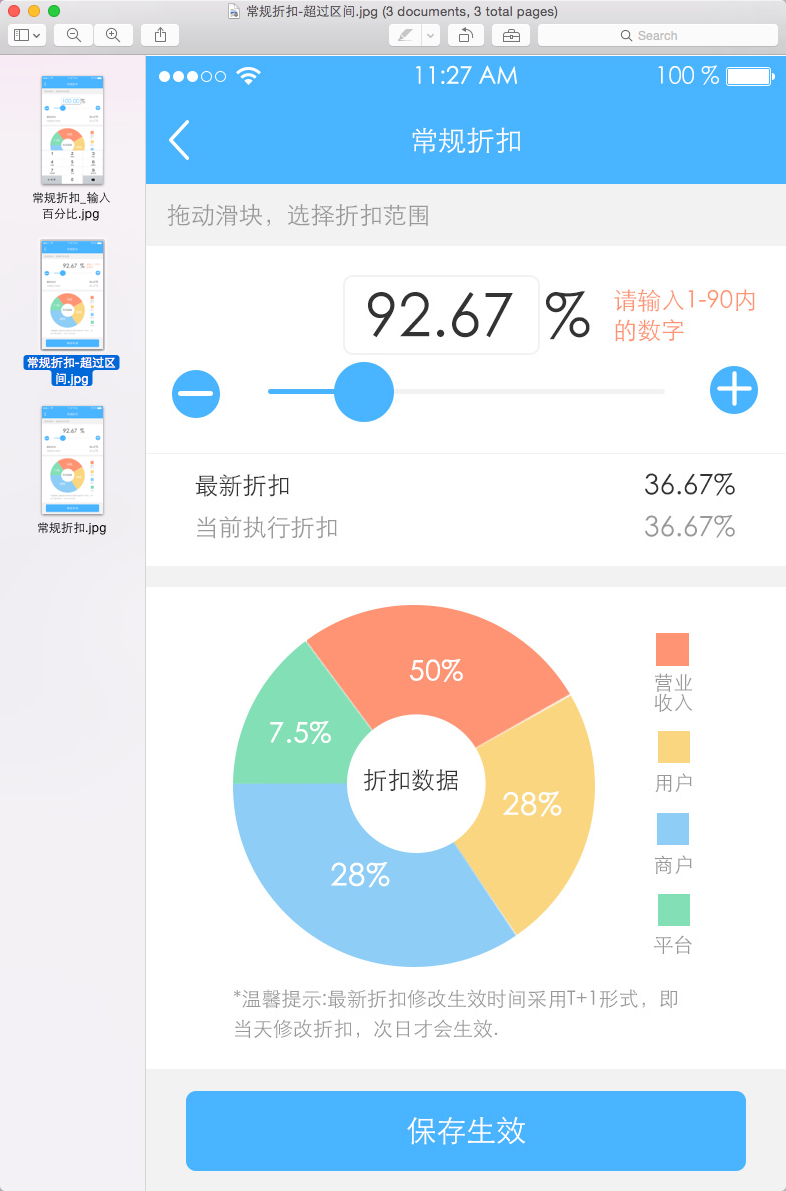 常规折扣-超过区间.jpg (3 documents, 3 total pages)
Search
常规折扣_输入
百分比.jpg
常规折扣-超过区
间.jpg
常规折扣.jpg
11:27 AM
100 %
常规折扣
拖动滑块，选择折扣范围
92.67 %
请输入1-90内
的数字
最新折扣 36.67%
当前执行折扣 36.67%
50%
7.5%
折扣数据
28%
28%
营业
收入
用户
商户
平台
*温馨提示:最新折扣修改生效时间采用T+1形式，即
当天修改折扣，次日才会生效.
保存生效